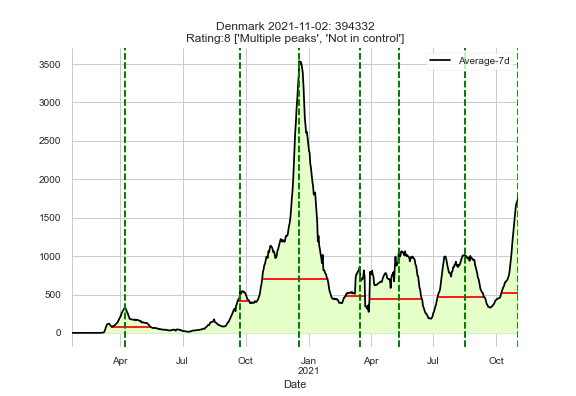 Denmark 2021-11-02: 394332
Rating:8 ['Multiple peaks', 'Not in control']
Average-7d
3500
3000
2500
2000
1500
1000
500
0
Apr Jul Oct Jan Apr Jul Oct
2021
Date